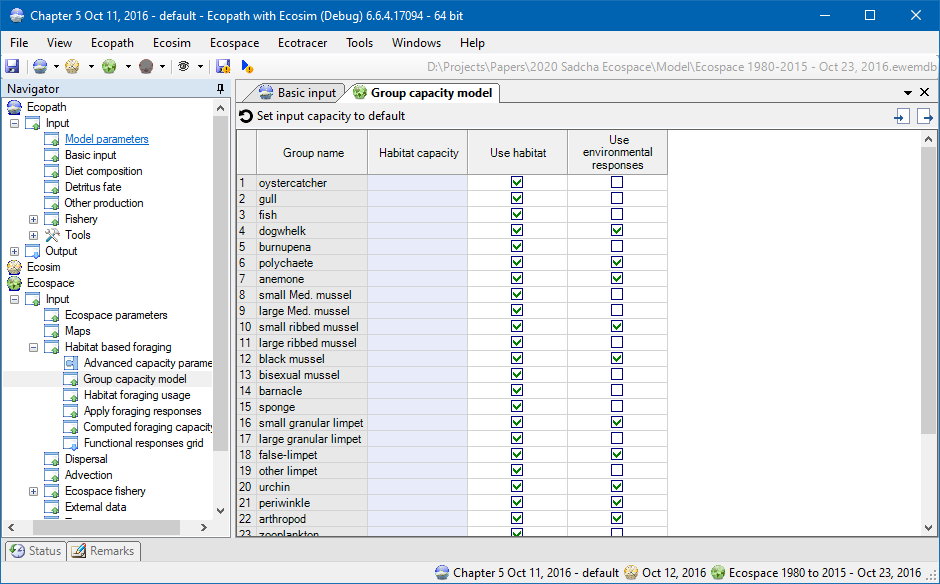 Chapter 5 Oct 11, 2016 - default - Ecopath with Ecosim (Debug) 6.6.4.17094 - 64 bit
File View Ecopath Ecosim Ecospace Ecotracer Tools Windows Help
D:\Projects\Papers\2020 Sadcha Ecospace\Model\Ecospace 1980-2015 - Oct 23, 2016.ewemdb
Navigator
Ecopath
Input
Model parameters
Basic input
Diet composition
Detritus fate
Other production
Fishery
Tools
Output
Ecosim
Ecospace
Input
Ecospace parameters
Maps
Habitat based foraging
Advanced capacity parame
Group capacity model
Habitat foraging usage
Apply foraging responses
Computed foraging capacity
Functional responses grid
Dispersal
Advection
Ecospace fishery
External data
Basic input Group capacity model
Set input capacity to default
Group name Habitat capacity Use habitat Use environmental responses
1 oystercatcher
2 gull
3 fish
4 dogwhelk
5 burnupena
6 polychaete
7 anemone
8 small Med. mussel
9 large Med. mussel
10 small ribbed mussel
11 large ribbed mussel
12 black mussel
13 bisexual mussel
14 barnacle
15 sponge
16 small granular limpet
17 large granular limpet
18 false-limpet
19 other limpet
20 urchin
21 periwinkle
22 arthropod
23 zooplankton
Status Remarks
Chapter 5 Oct 11, 2016 - default Oct 12, 2016 Ecospace 1980 to 2015 - Oct 23, 2016